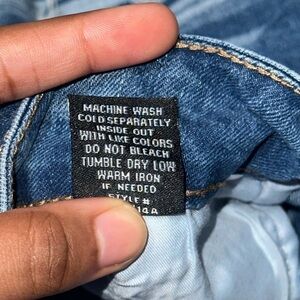 MACHINE WASH
COLD SEPARATELY
INSIDE OUT
WITH LIKE COLORS
DO NOT BLEACH
TUMBLE DRY LOW
WARM IRON
IF NEEDED
STYLE #
14A